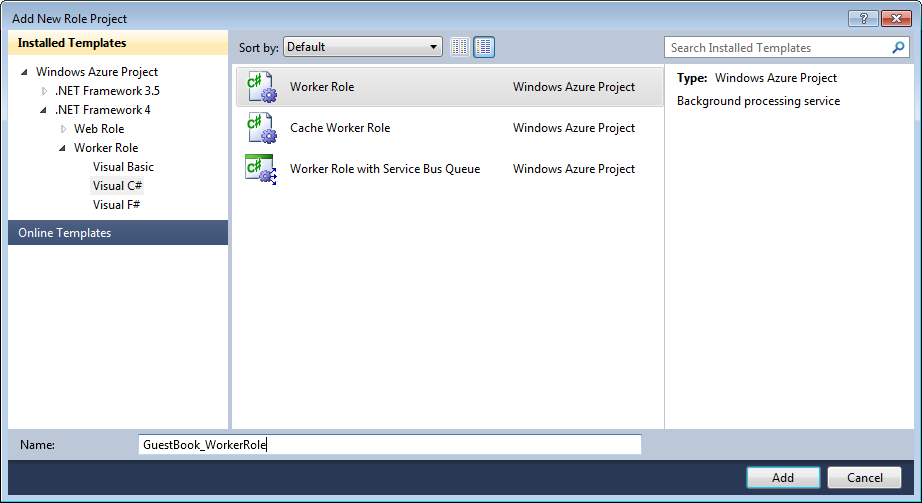 Add New Role Project
?
Installed Templates
Sort by: Default
Search Installed Templates
Windows Azure Project
.NET Framework 3.5
.NET Framework 4
Web Role
Worker Role
Visual Basic
Visual C#
Visual F#
Online Templates
C# Worker Role Windows Azure Project
C# Cache Worker Role Windows Azure Project
C# Worker Role with Service Bus Queue Windows Azure Project
Type: Windows Azure Project
Background processing service
Name: GuestBook_WorkerRole
Add Cancel